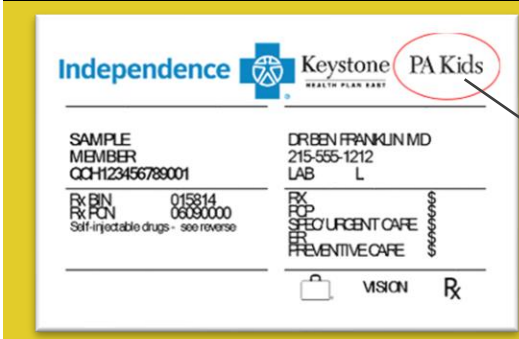 Independence
Keystone
HEALTH PLAN EAST
PA Kids
SAMPLE
MEMBER
QCH123456789001
DR BEN FRANKLIN MD
215-555-1212
LAB L
Rx BIN 015814
Rx PCN 06090000
Self-injectable drugs - see reverse
RX $
PCP $
SPEC/URGENT CARE $
ER $
PREVENTIVE CARE $
VISION Rx